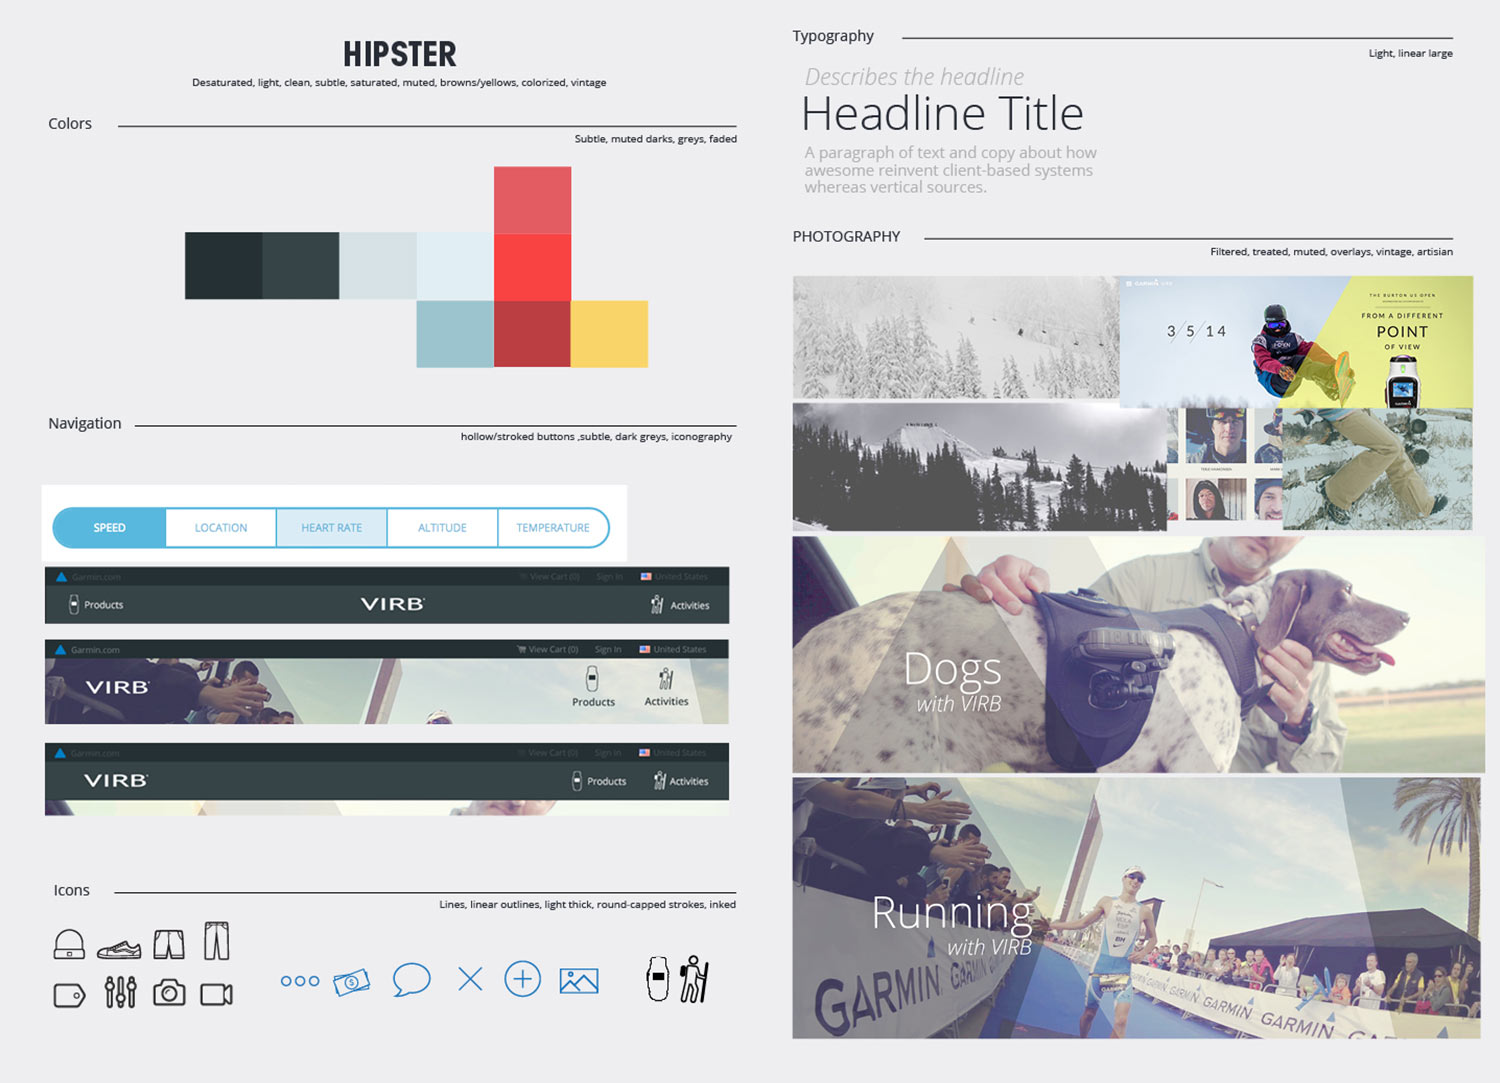 HIPSTER
Desaturated, light, clean, subtle, saturated, muted, browns/yellows, colorized, vintage
Colors
Subtle, muted darks, greys, faded
Navigation
hollow/stroked buttons ,subtle, dark greys, iconography
SPEED
LOCATION
HEART RATE
ALTITUDE
TEMPERATURE
Garmin.com
View Cart (0)
Sign In
United States
Products
VIRB
Activities
Garmin.com
View Cart (0)
Sign In
United States
VIRB
Products
Activities
Garmin.com
View Cart (0)
Sign In
United States
VIRB
Products
Activities
Icons
Lines, linear outlines, light thick, round-capped strokes, inked
Typography
Light, linear large
Describes the headline
Headline Title
A paragraph of text and copy about how
awesome reinvent client-based systems
whereas vertical sources.
PHOTOGRAPHY
Filtered, treated, muted, overlays, vintage, artisian
GARMIN
3/5/14
THE BURTON US OPEN
FROM A DIFFERENT
POINT
OF VIEW
Dogs
with VIRB
Running
with VIRB
GARMIN
GARMIN
GARMIN
GARMIN
GARMIN
GARMIN